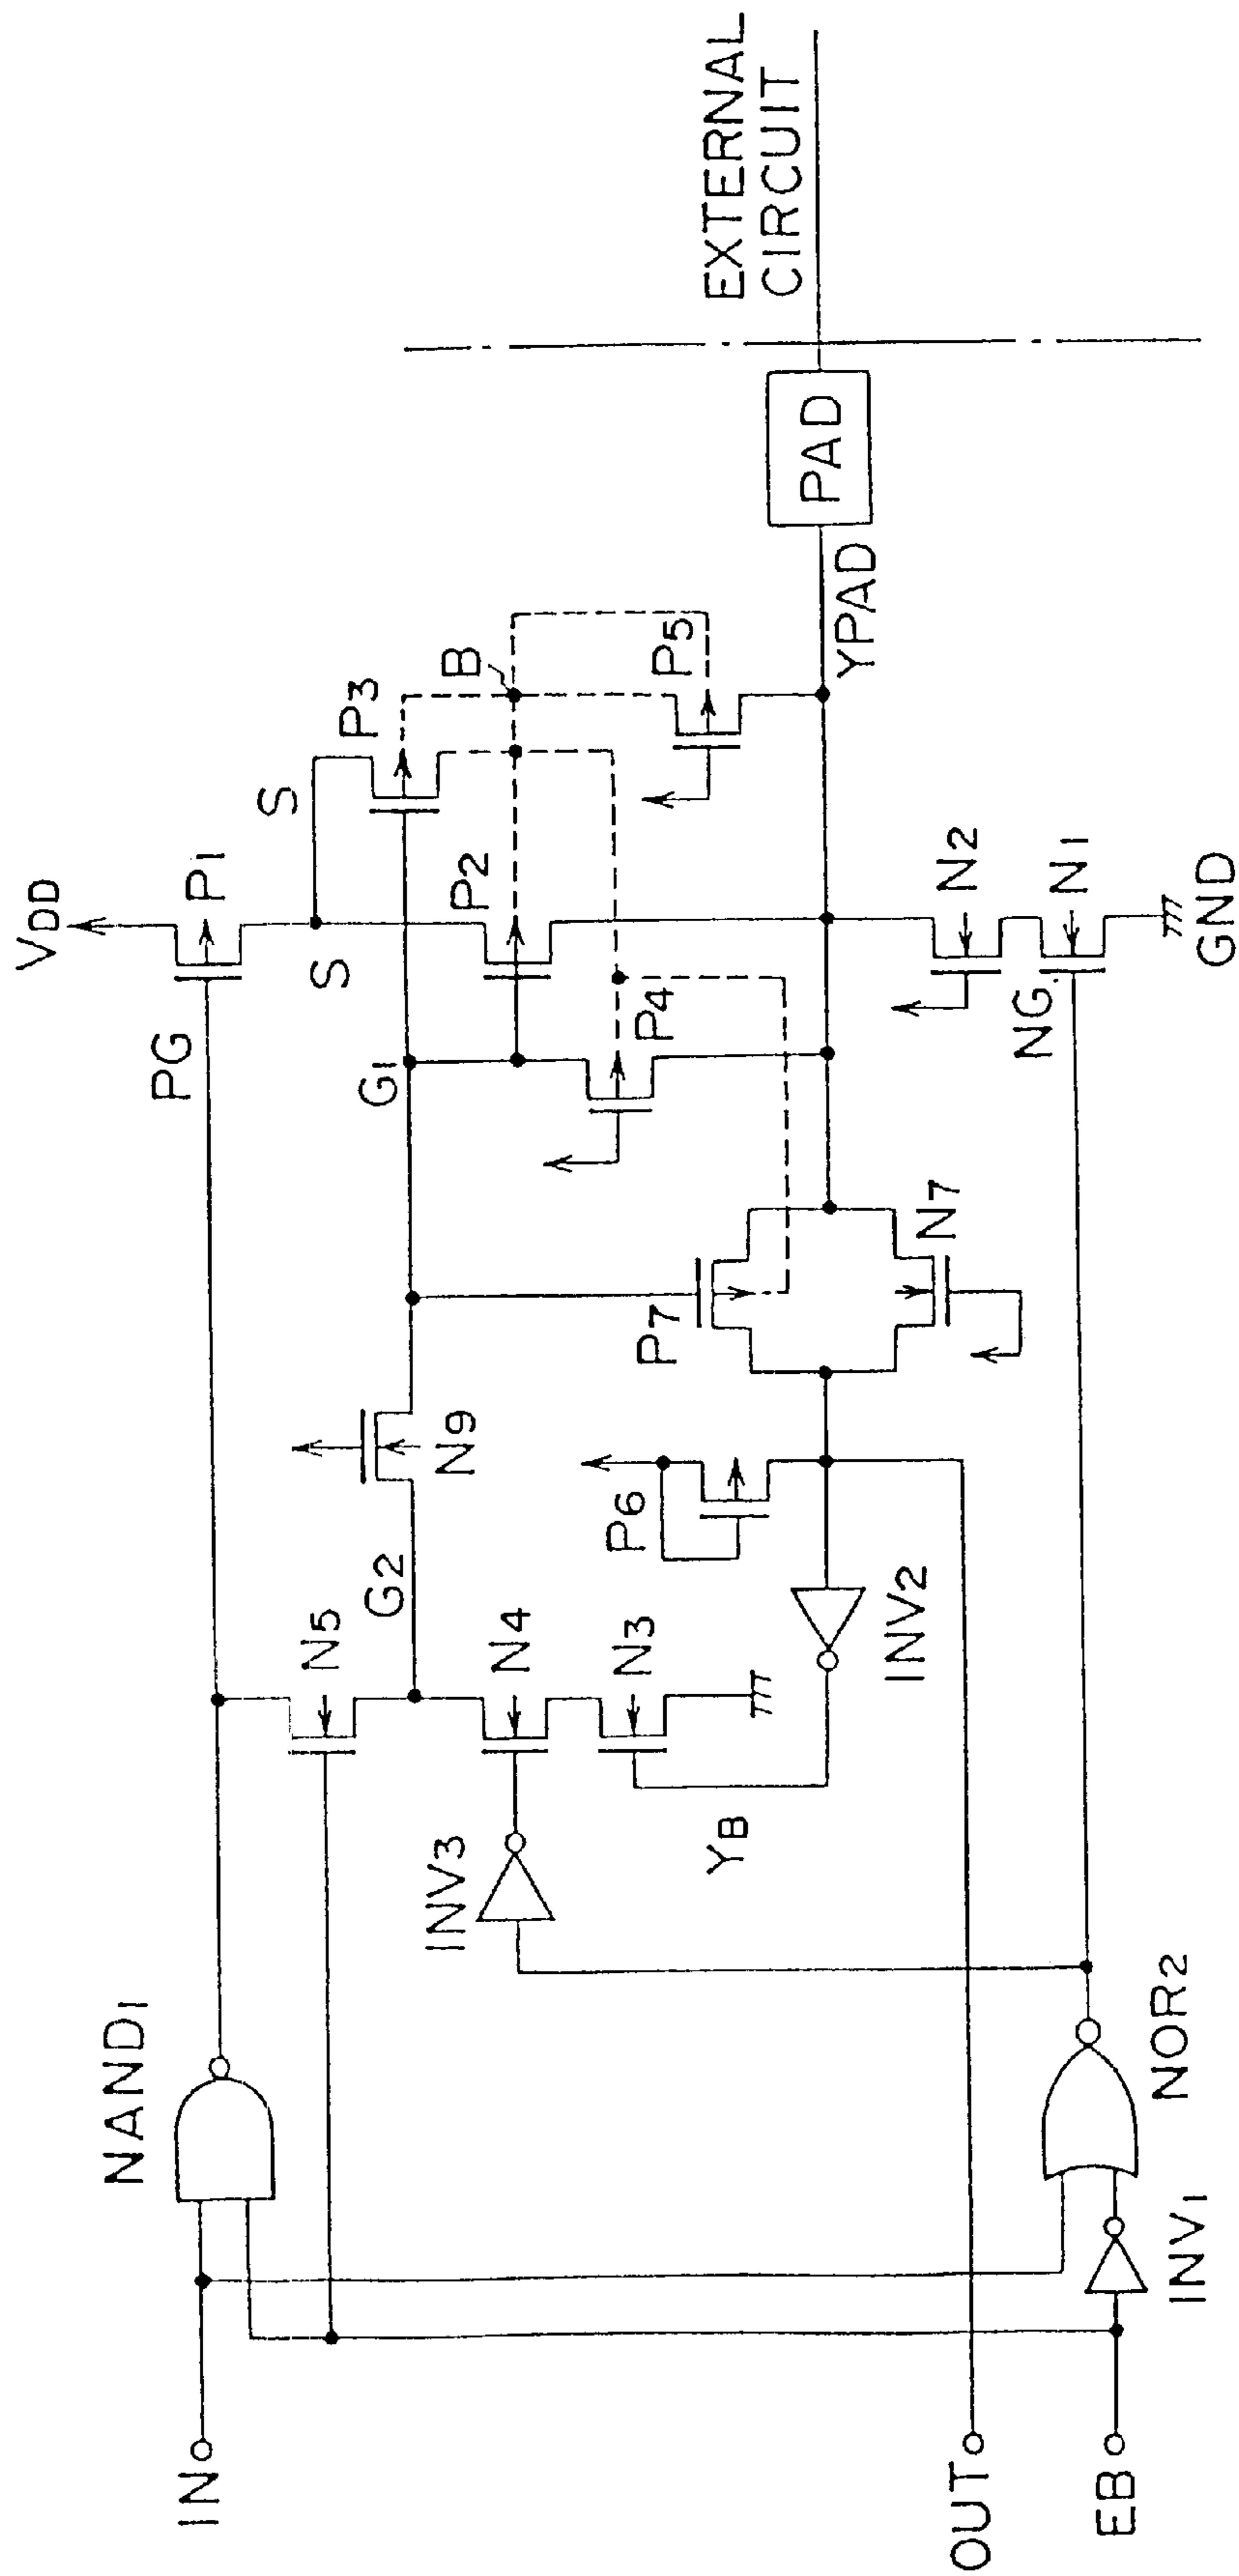 VDD
P1
PG
S
S
P3
B
P2
G1
P4
P5
EXTERNAL
CIRCUIT
PAD
YPAD
N2
NG
N1
GND
N7
P7
N9
G2
P6
N5
N4
N3
INV2
YB
INV3
NAND1
NOR2
INV1
IN
OUT
EB